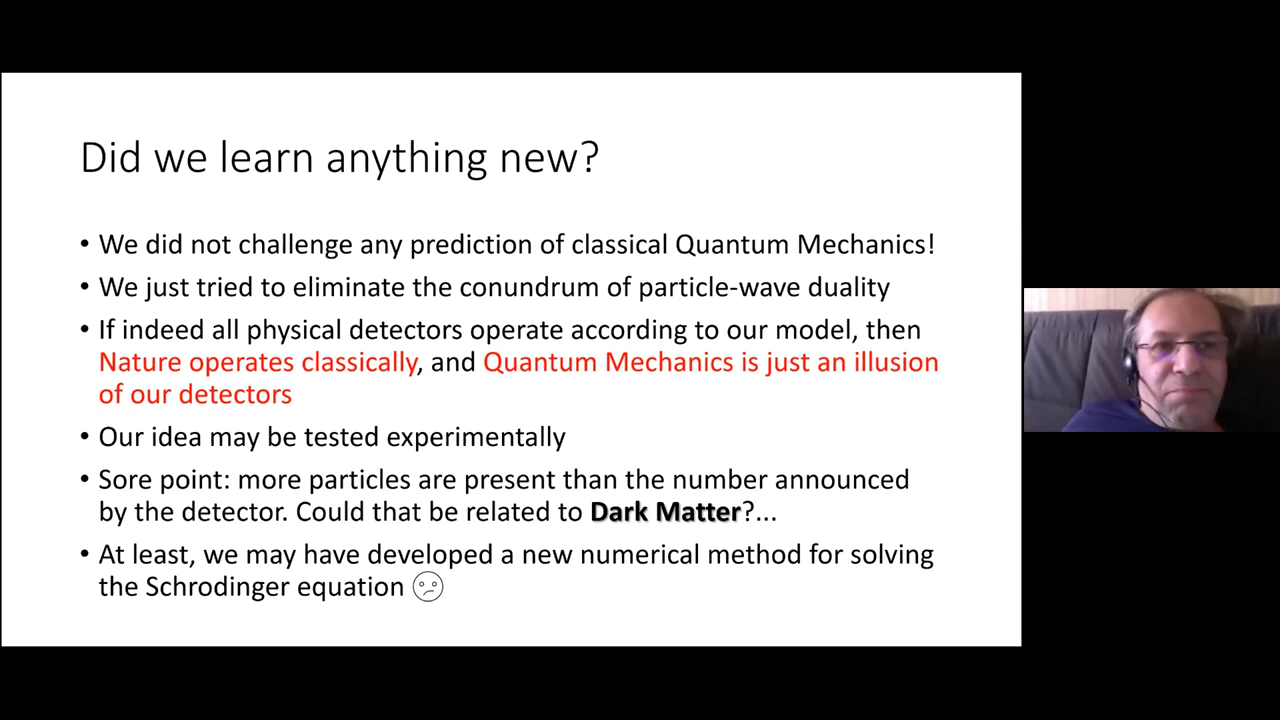 Did we learn anything new?
• We did not challenge any prediction of classical Quantum Mechanics!
• We just tried to eliminate the conundrum of particle-wave duality
• If indeed all physical detectors operate according to our model, then
Nature operates classically, and Quantum Mechanics is just an illusion
of our detectors
• Our idea may be tested experimentally
• Sore point: more particles are present than the number announced
by the detector. Could that be related to Dark Matter?...
• At least, we may have developed a new numerical method for solving
the Schrodinger equation 🫤